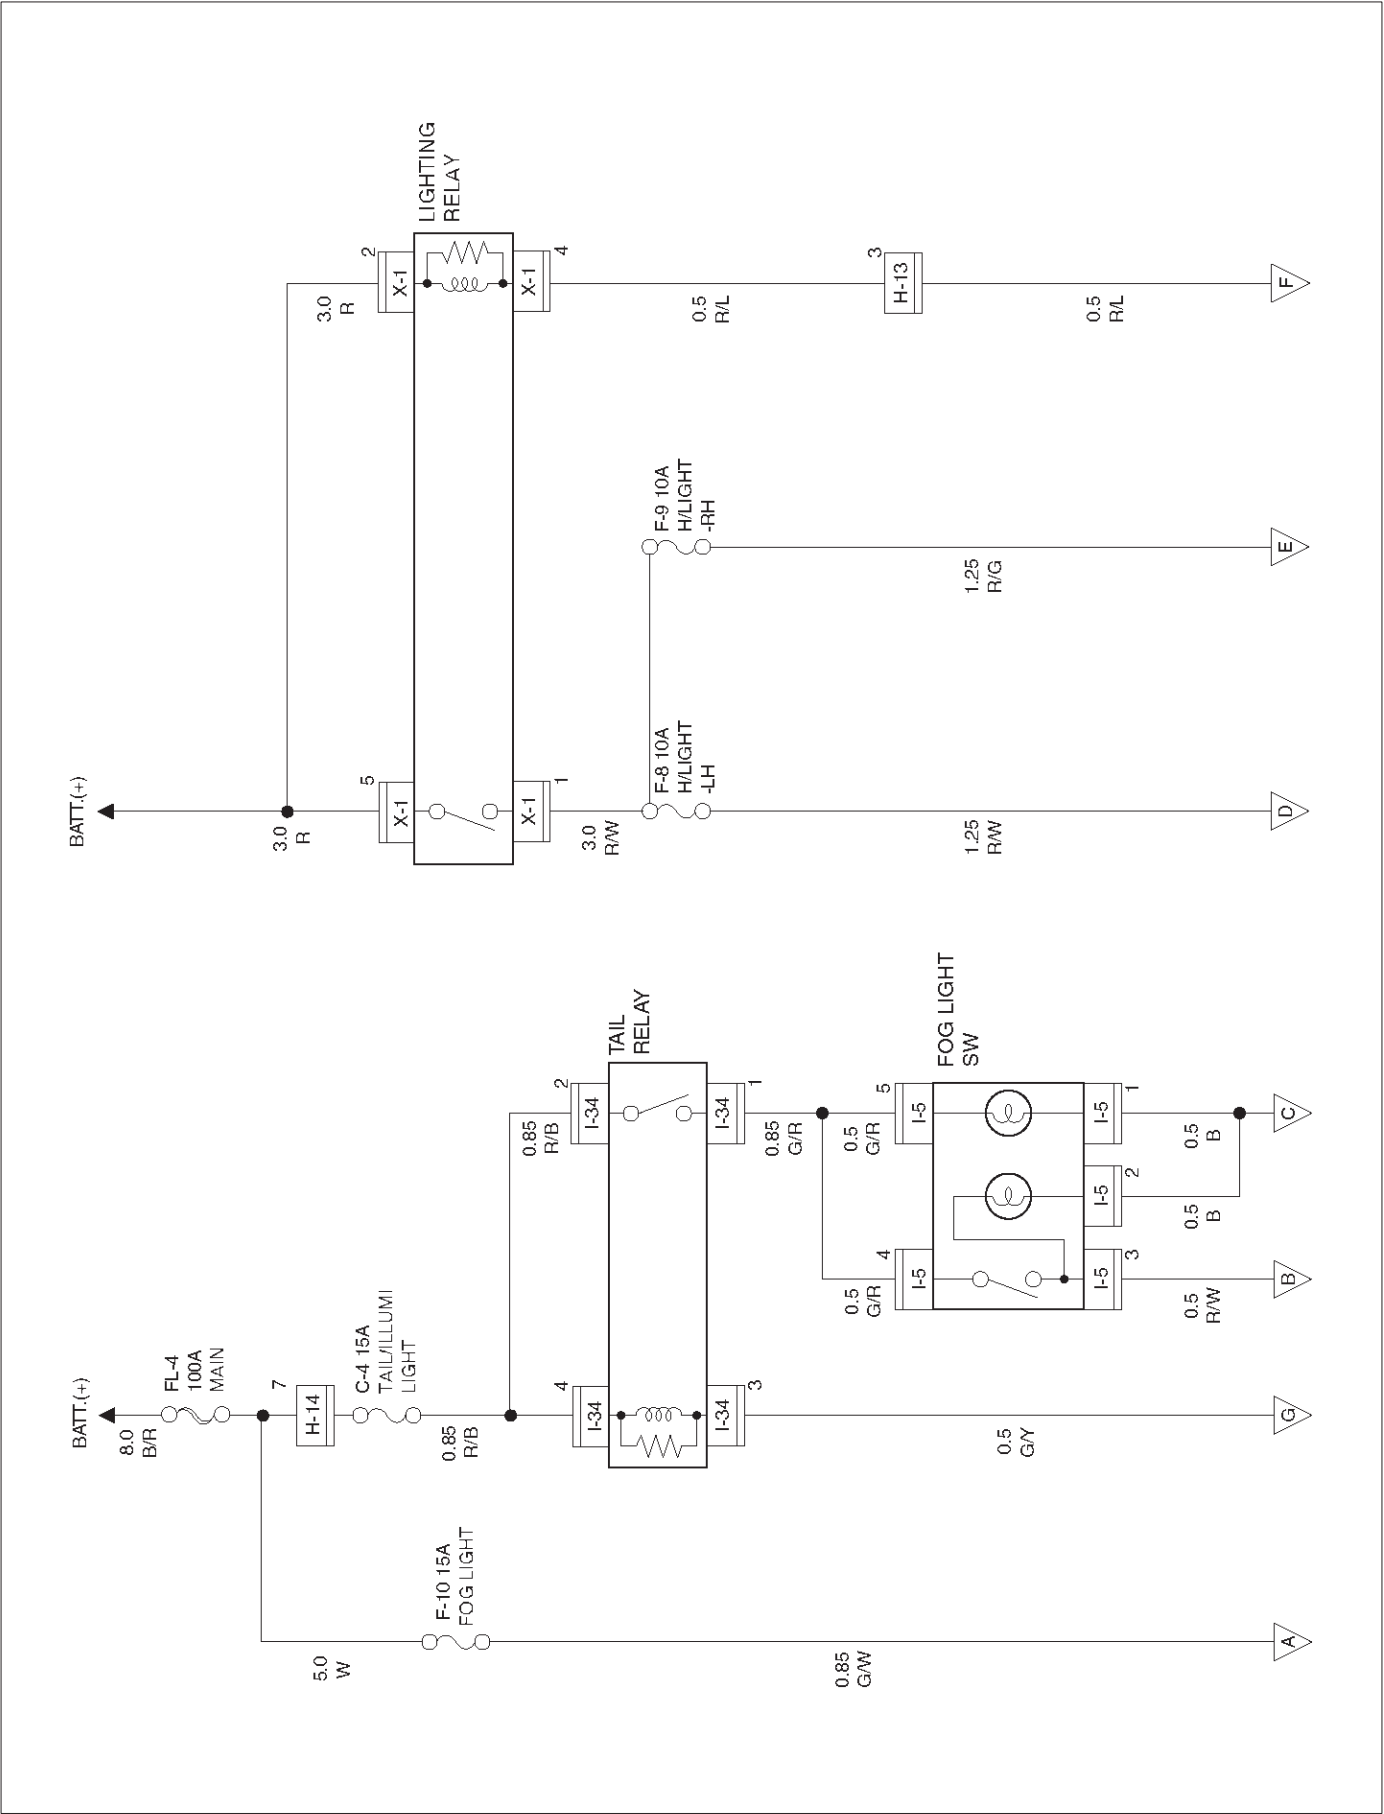 BATT.(+)
8.0
B/R
FL-4
100A
MAIN
7
H-14
C-4 15A
TAIL/ILLUMI
LIGHT
0.85
R/B
5.0
W
F-10 15A
FOG LIGHT
0.85
G/W
A
0.85
R/B
4
I-34
2
I-34
TAIL
RELAY
3
I-34
1
I-34
0.5
G/Y
G
0.85
G/R
0.5
G/R
0.5
G/R
4
I-5
5
I-5
FOG LIGHT
SW
3
I-5
2
I-5
1
I-5
0.5
R/W
0.5
B
0.5
B
B
C
BATT.(+)
3.0
R
3.0
R
5
X-1
2
X-1
LIGHTING
RELAY
1
X-1
4
X-1
3.0
R/W
F-8 10A
H/LIGHT
-LH
F-9 10A
H/LIGHT
-RH
0.5
R/L
3
H-13
1.25
R/W
1.25
R/G
0.5
R/L
D
E
F